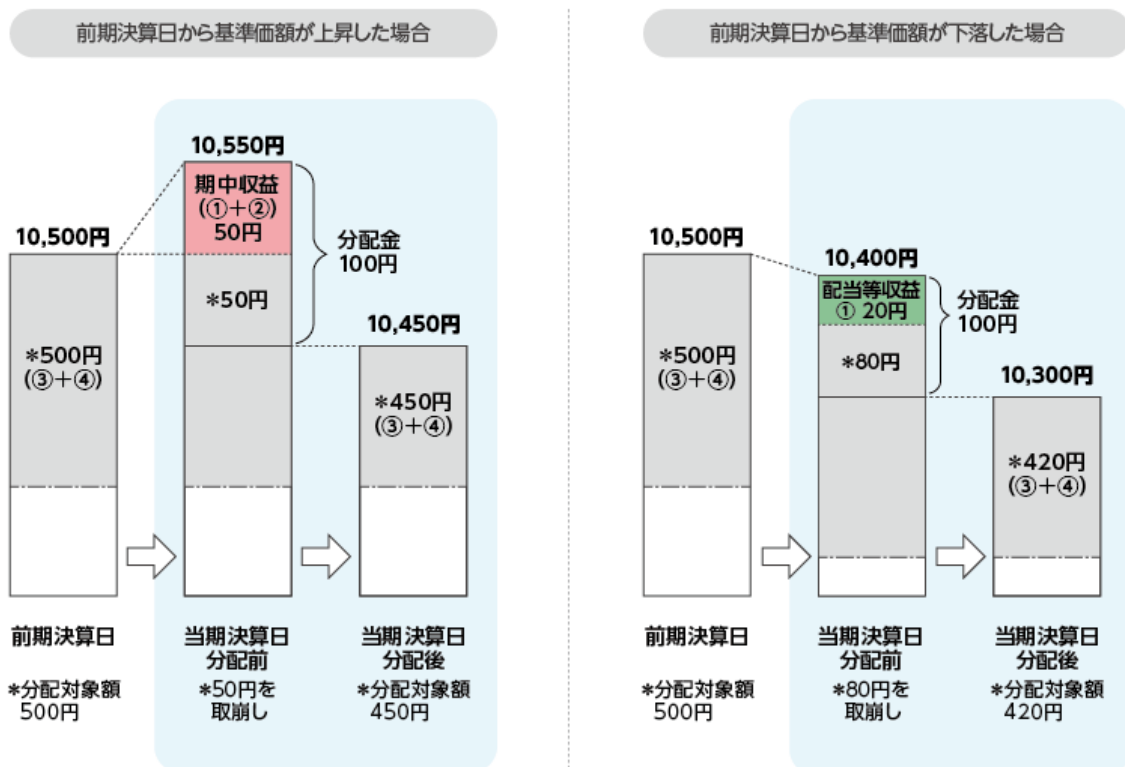 前期決算日から基準価額が上昇した場合
10,550円
期中収益
(①+②)
50円
10,500円
分配金
100円
*50円
10,450円
*500円
(③+④)
*450円
(③+④)
前期決算日
当期決算日
分配前
当期決算日
分配後
*分配対象額
500円
*50円を
取崩し
*分配対象額
450円
前期決算日から基準価額が下落した場合
10,500円
10,400円
配当等収益
① 20円
分配金
100円
*500円
(③+④)
*80円
10,300円
*420円
(③+④)
前期決算日
当期決算日
分配前
当期決算日
分配後
*分配対象額
500円
*80円を
取崩し
*分配対象額
420円